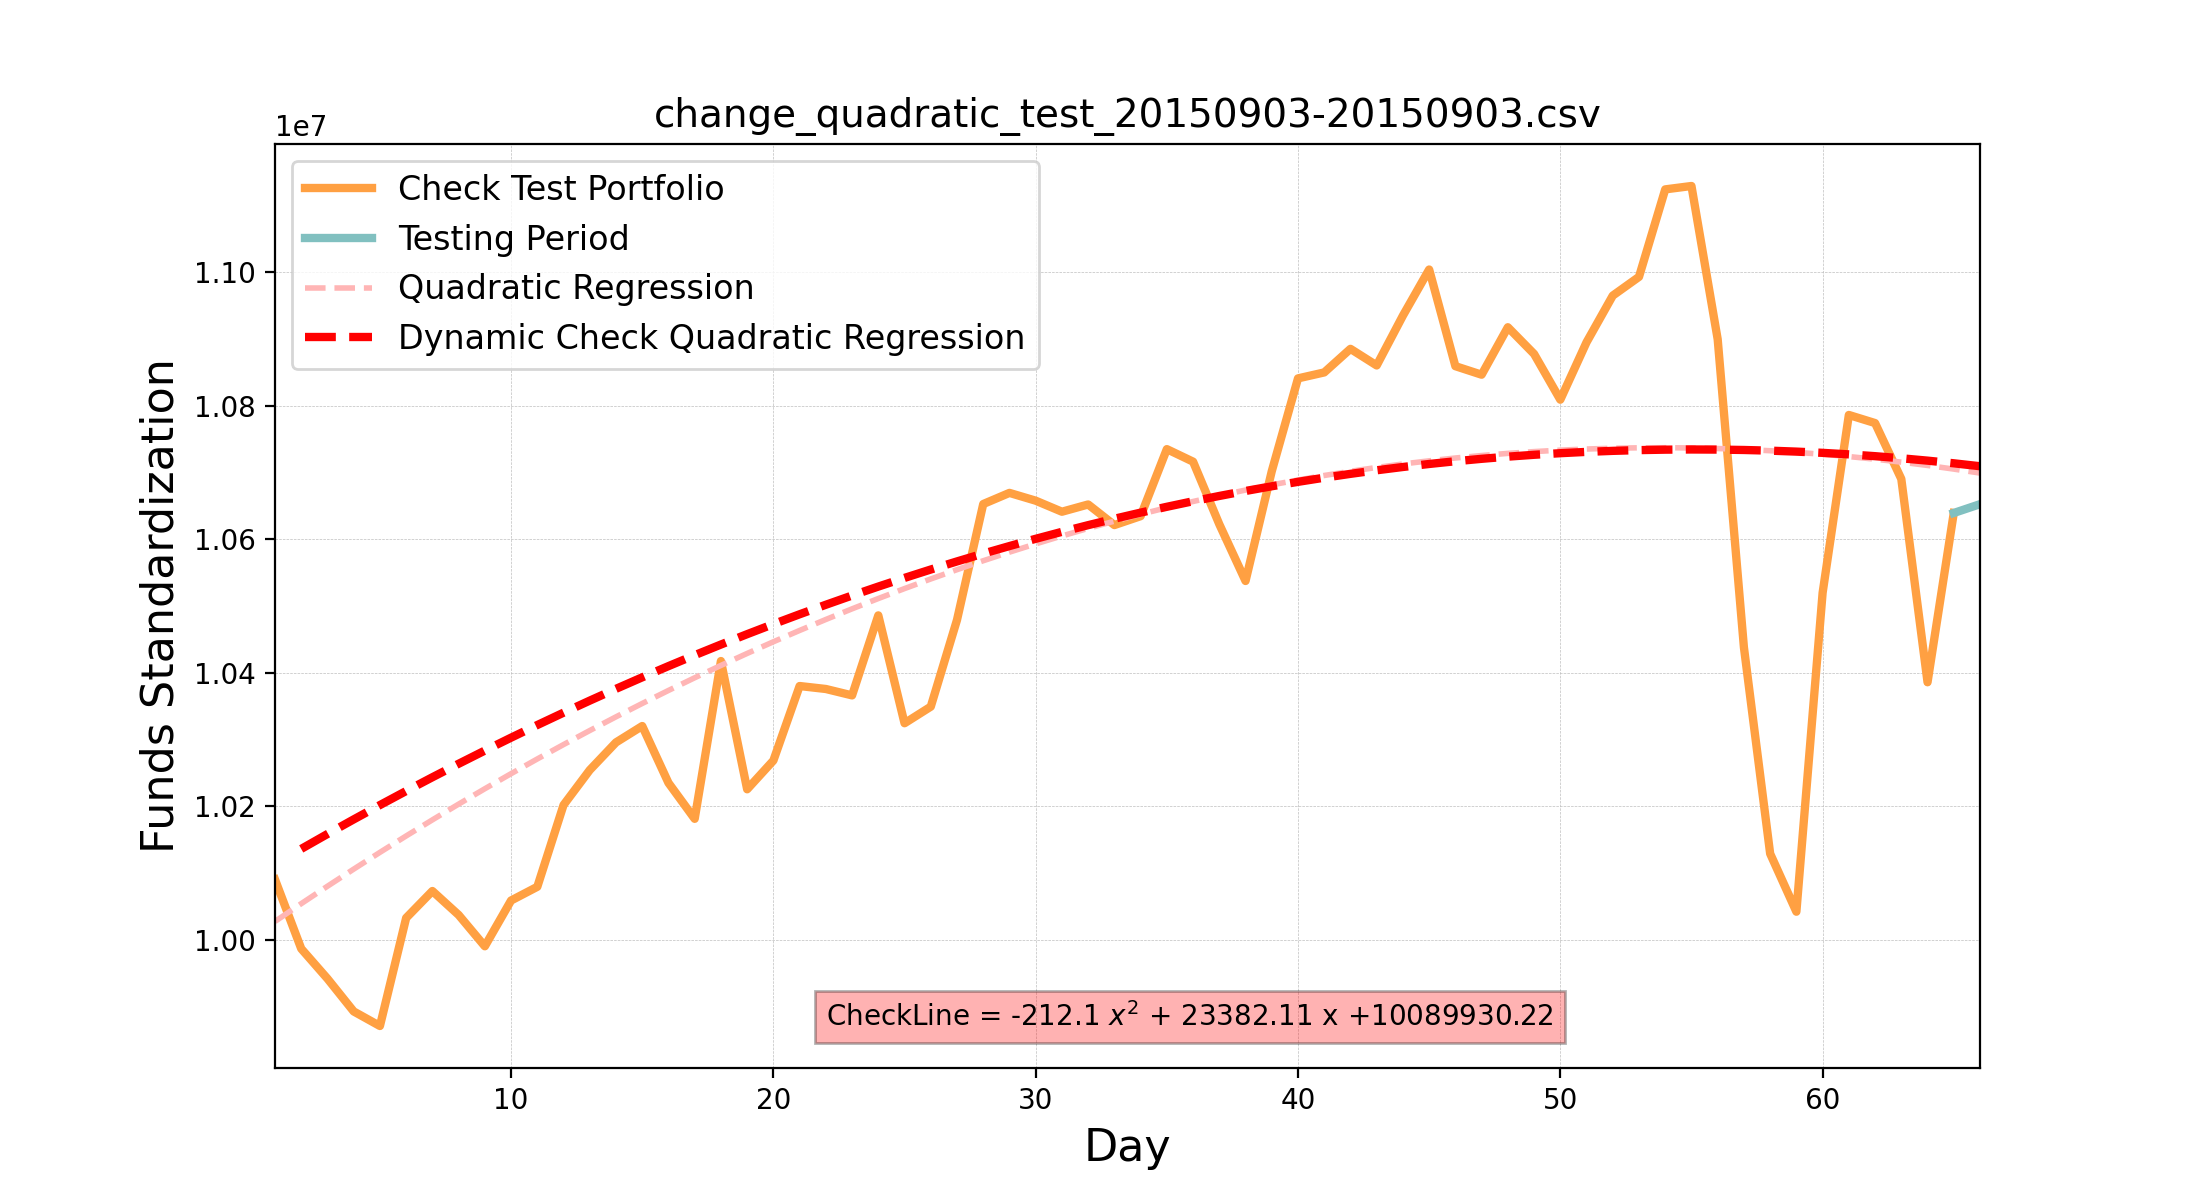 change_quadratic_test_20150903-20150903.csv
1e7
Check Test Portfolio
Testing Period
Quadratic Regression
Dynamic Check Quadratic Regression
Funds Standardization
1.10
1.08
1.06
1.04
1.02
1.00
CheckLine = -212.1 x² + 23382.11 x +10089930.22
10 20 30 40 50 60
Day